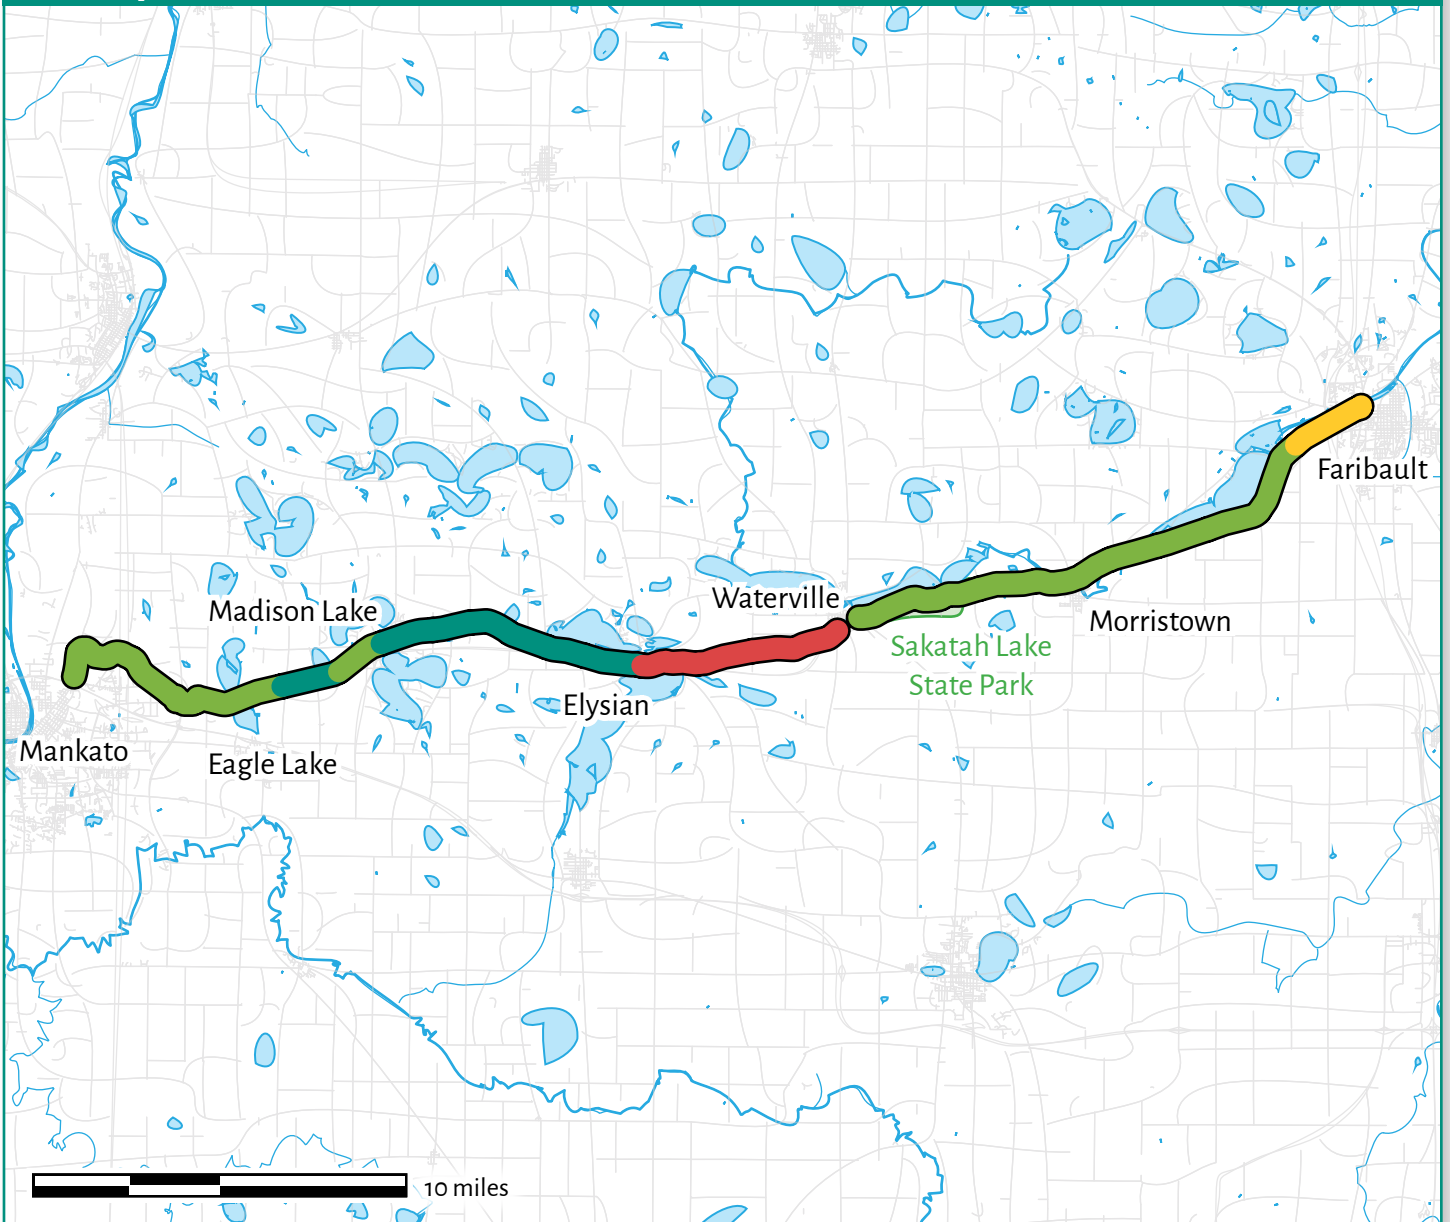 Faribault
Waterville
Madison Lake
Morristown
Sakatah Lake
State Park
Elysian
Mankato
Eagle Lake
10 miles